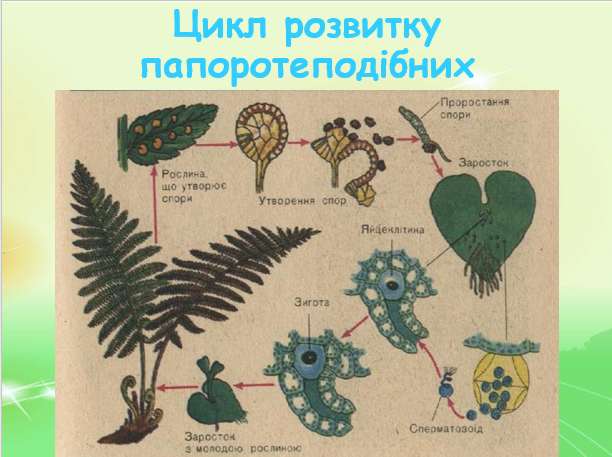 Цикл розвитку
папоротеподібних
Проростання
спори
Заросток
Рослина,
що утворює
спори
Утворення спор
Яйцеклітина
Зигота
Сперматозоїд
Заросток
з молодою рослиною